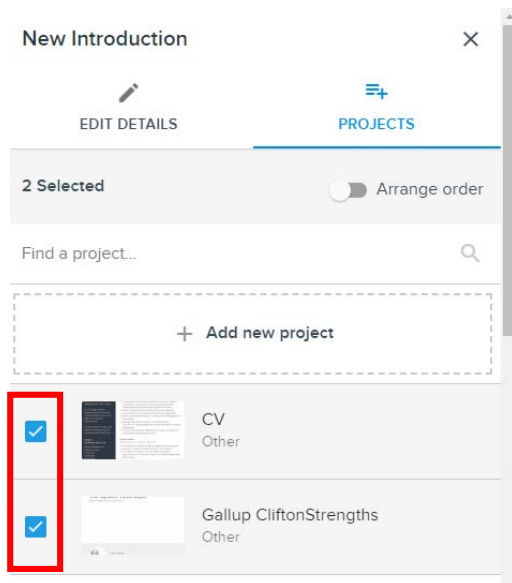 New Introduction
EDIT DETAILS
PROJECTS
2 Selected
Arrange order
Find a project...
Add new project
CV
Other
Gallup CliftonStrengths
Other